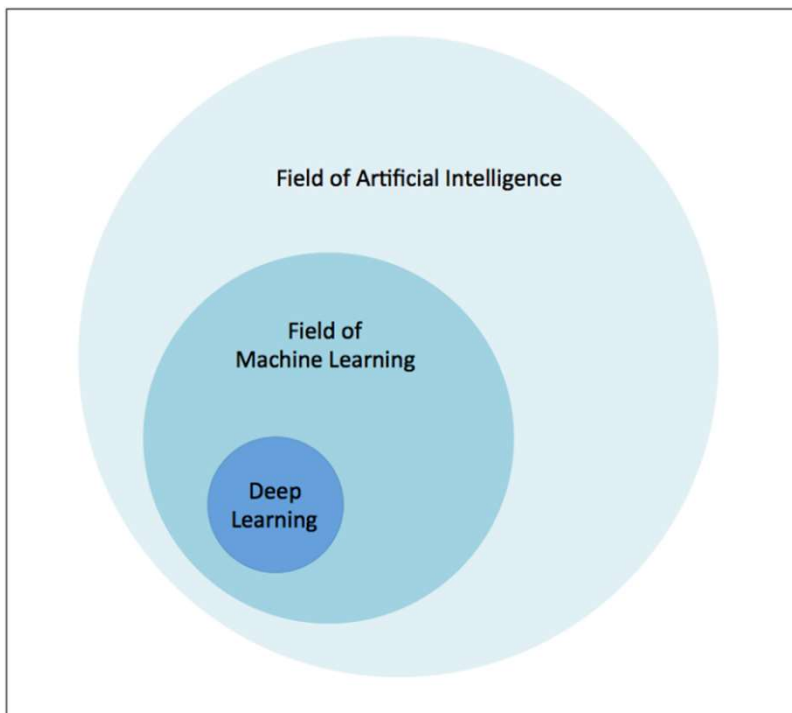 Field of Artificial Intelligence
Field of
Machine Learning
Deep
Learning